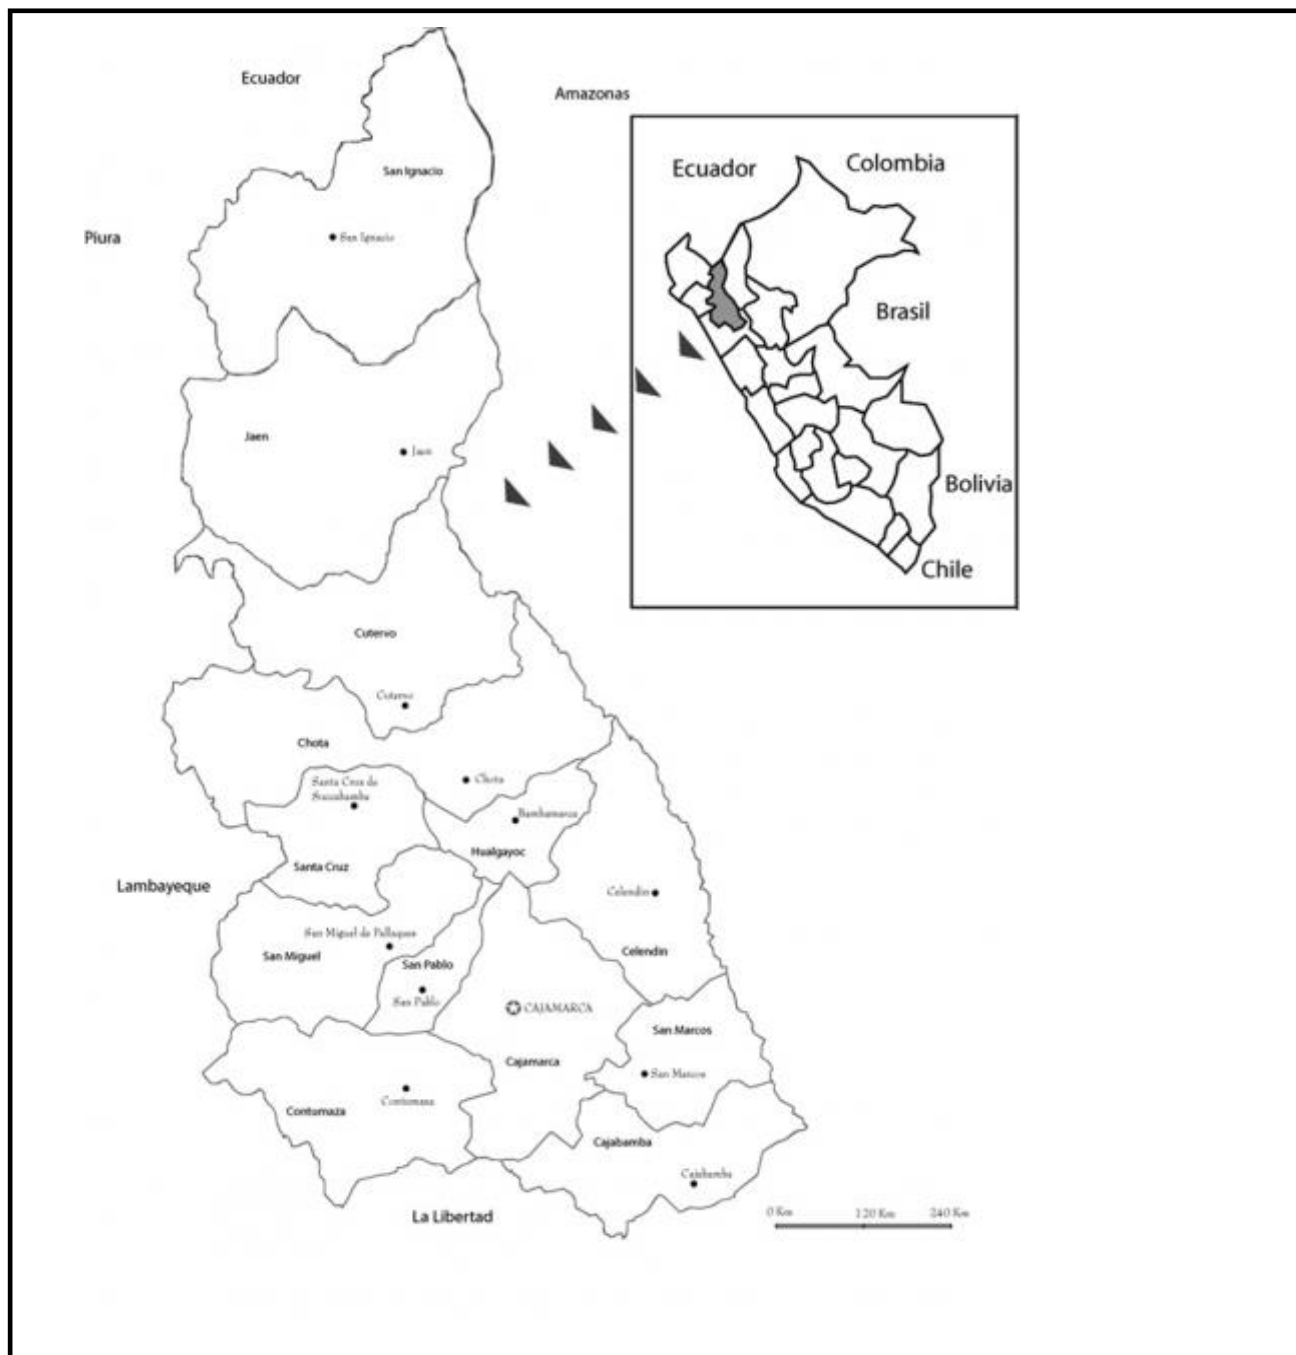 Ecuador
Amazonas
San Ignacio
Piura
San Ignacio
Ecuador
Colombia
Brasil
Bolivia
Chile
Jaen
Jaen
Cutervo
Cutervo
Chota
Chota
Santa Cruz de
Succabamba
Bambamarca
Hualgayoc
Santa Cruz
Lambayeque
Celendin
Celendin
San Miguel de Pallaques
San Miguel
San Pablo
San Pablo
CAJAMARCA
Cajamarca
San Marcos
San Marcos
Contumaza
Contumaza
Cajabamba
Cajabamba
La Libertad
0 Km
120 Km
240 Km